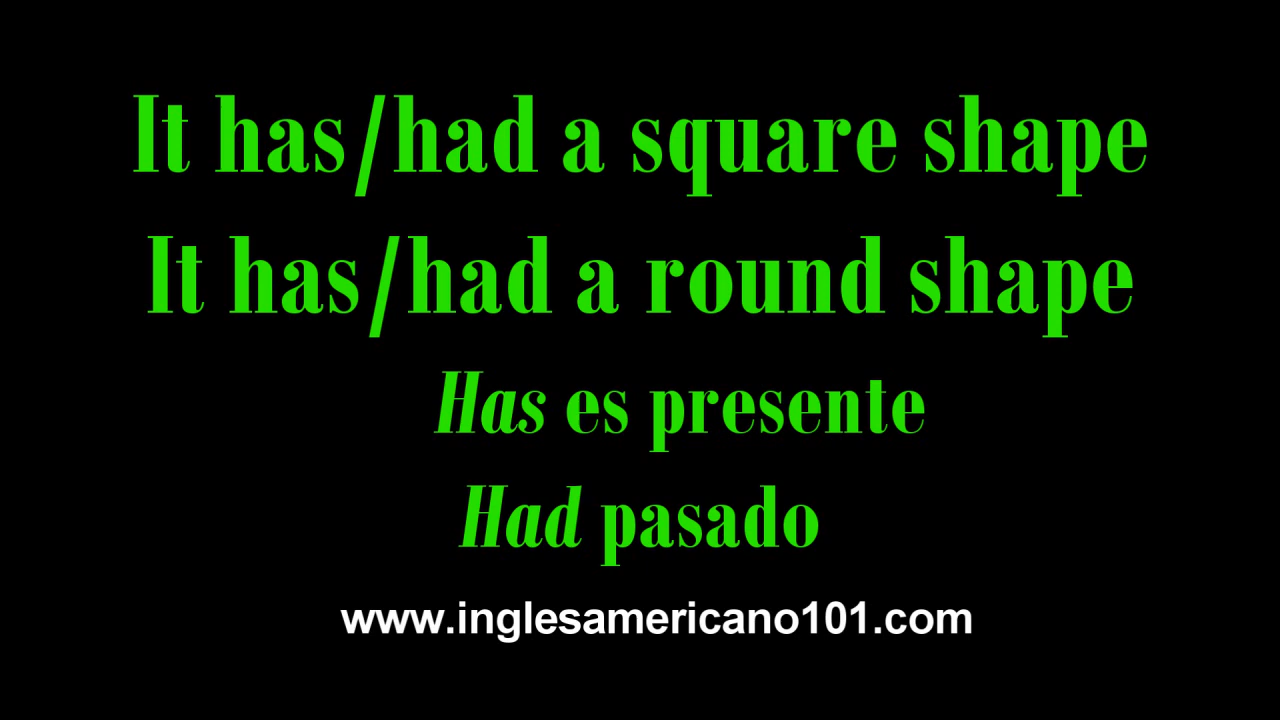 It has/had a square shape
It has/had a round shape
Has es presente
Had pasado
www.inglesamericano101.com